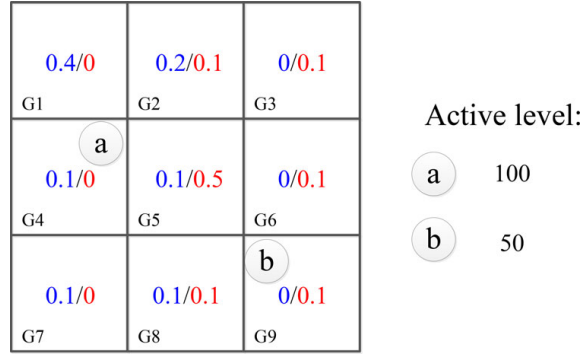 0.4/0
0.2/0.1
0/0.1
G1
G2
G3
a
0.1/0
0.1/0.5
0/0.1
G4
G5
G6
b
0.1/0
0.1/0.1
0/0.1
G7
G8
G9
Active level:
a 100
b 50